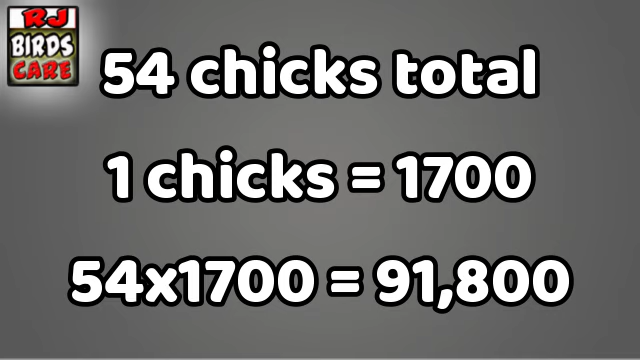 RJ
BIRDS
CARE
54 chicks total
1 chicks = 1700
54x1700 = 91,800